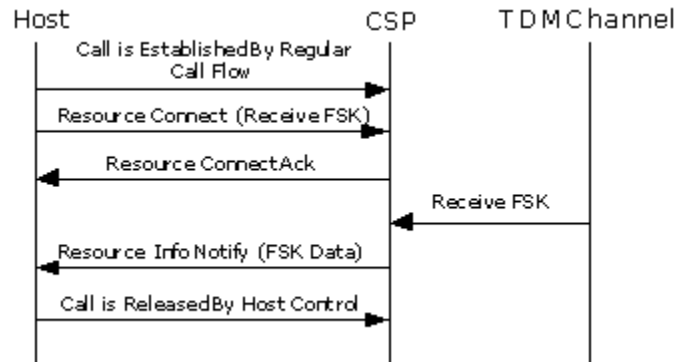 Host
CSP
TDMChannel
Call is EstablishedBy Regular
Call Flow
Resource Connect (Receive FSK)
Resource ConnectAck
Receive FSK
Resource Info Notify (FSK Data)
Call is ReleasedBy Host Control